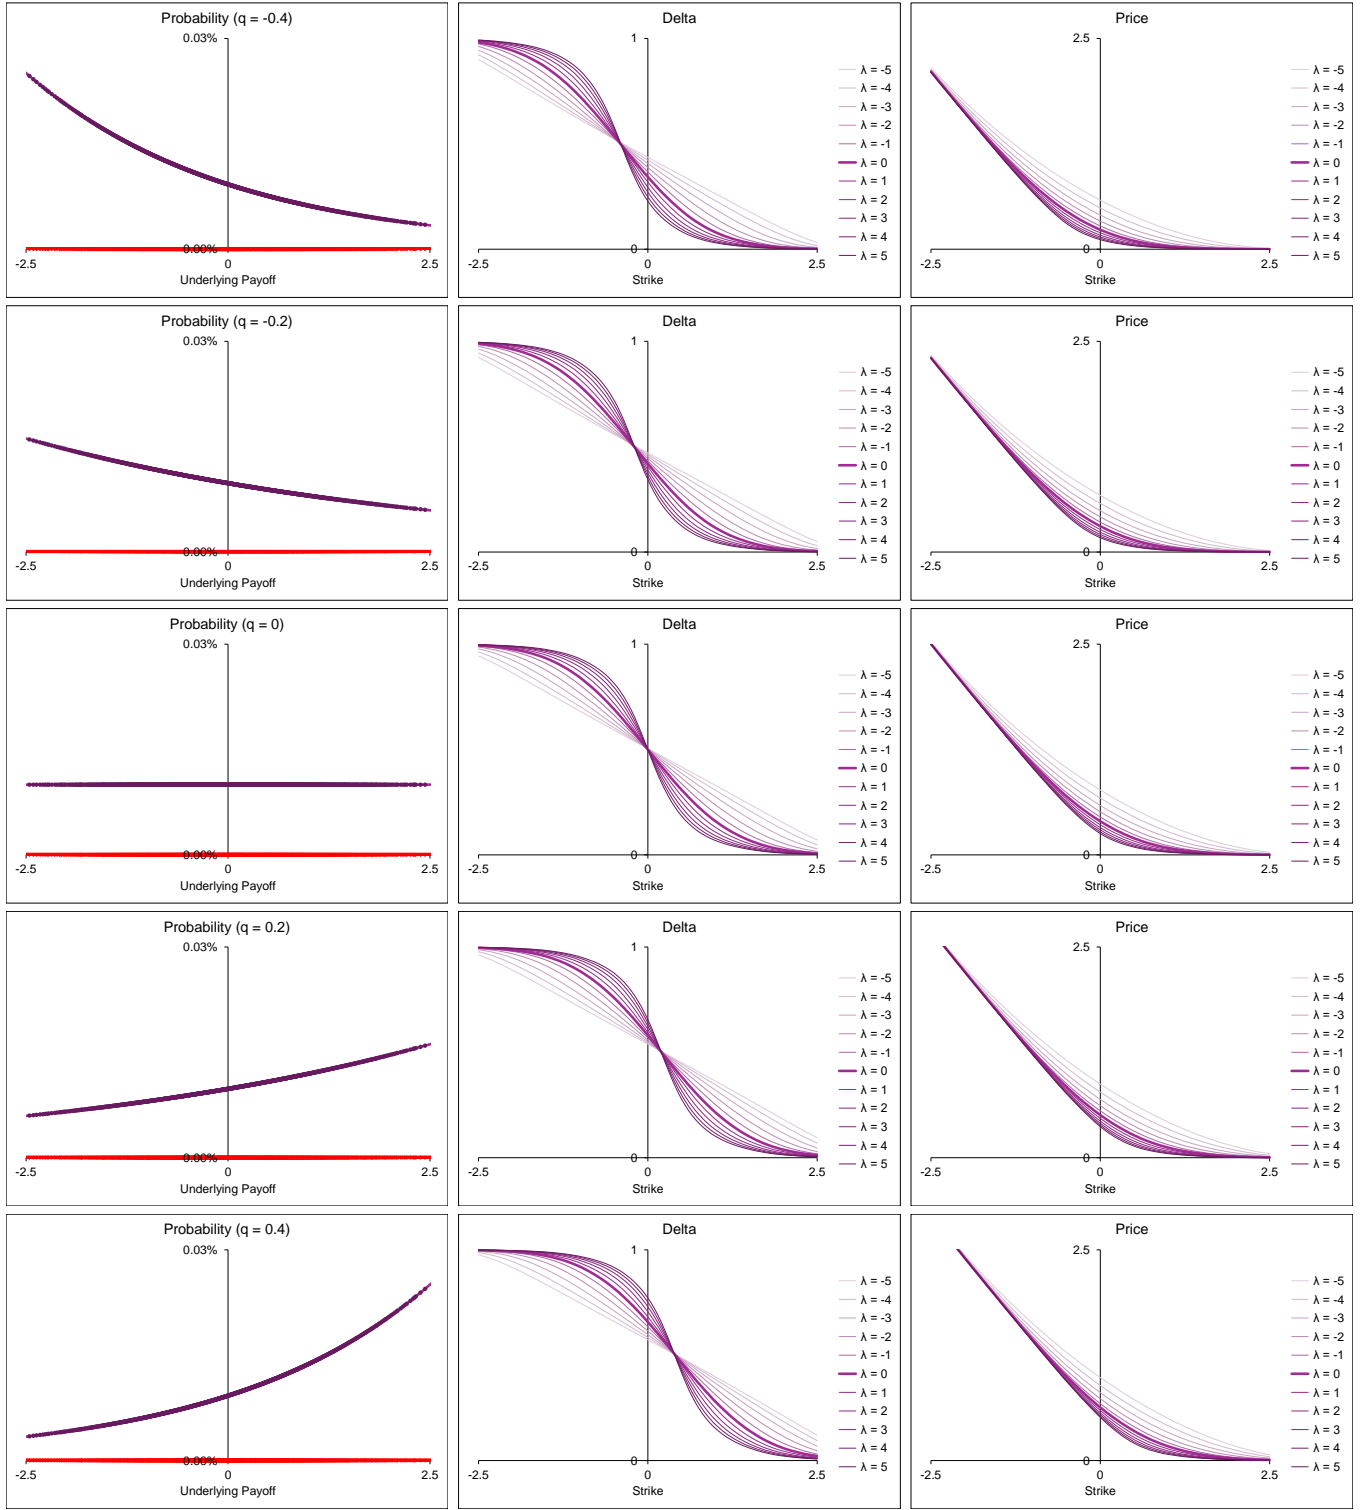 Probability (q = -0.4)
0.03%
0.00%
-2.5 0 2.5
Underlying Payoff
Delta
1
0
-2.5 0 2.5
Strike
λ = -5
λ = -4
λ = -3
λ = -2
λ = -1
λ = 0
λ = 1
λ = 2
λ = 3
λ = 4
λ = 5
Price
2.5
0
-2.5 0 2.5
Strike
λ = -5
λ = -4
λ = -3
λ = -2
λ = -1
λ = 0
λ = 1
λ = 2
λ = 3
λ = 4
λ = 5
Probability (q = -0.2)
0.03%
0.00%
-2.5 0 2.5
Underlying Payoff
Delta
1
0
-2.5 0 2.5
Strike
λ = -5
λ = -4
λ = -3
λ = -2
λ = -1
λ = 0
λ = 1
λ = 2
λ = 3
λ = 4
λ = 5
Price
2.5
0
-2.5 0 2.5
Strike
λ = -5
λ = -4
λ = -3
λ = -2
λ = -1
λ = 0
λ = 1
λ = 2
λ = 3
λ = 4
λ = 5
Probability (q = 0)
0.03%
0.00%
-2.5 0 2.5
Underlying Payoff
Delta
1
0
-2.5 0 2.5
Strike
λ = -5
λ = -4
λ = -3
λ = -2
λ = -1
λ = 0
λ = 1
λ = 2
λ = 3
λ = 4
λ = 5
Price
2.5
0
-2.5 0 2.5
Strike
λ = -5
λ = -4
λ = -3
λ = -2
λ = -1
λ = 0
λ = 1
λ = 2
λ = 3
λ = 4
λ = 5
Probability (q = 0.2)
0.03%
0.00%
-2.5 0 2.5
Underlying Payoff
Delta
1
0
-2.5 0 2.5
Strike
λ = -5
λ = -4
λ = -3
λ = -2
λ = -1
λ = 0
λ = 1
λ = 2
λ = 3
λ = 4
λ = 5
Price
2.5
0
-2.5 0 2.5
Strike
λ = -5
λ = -4
λ = -3
λ = -2
λ = -1
λ = 0
λ = 1
λ = 2
λ = 3
λ = 4
λ = 5
Probability (q = 0.4)
0.03%
0.00%
-2.5 0 2.5
Underlying Payoff
Delta
1
0
-2.5 0 2.5
Strike
λ = -5
λ = -4
λ = -3
λ = -2
λ = -1
λ = 0
λ = 1
λ = 2
λ = 3
λ = 4
λ = 5
Price
2.5
0
-2.5 0 2.5
Strike
λ = -5
λ = -4
λ = -3
λ = -2
λ = -1
λ = 0
λ = 1
λ = 2
λ = 3
λ = 4
λ = 5